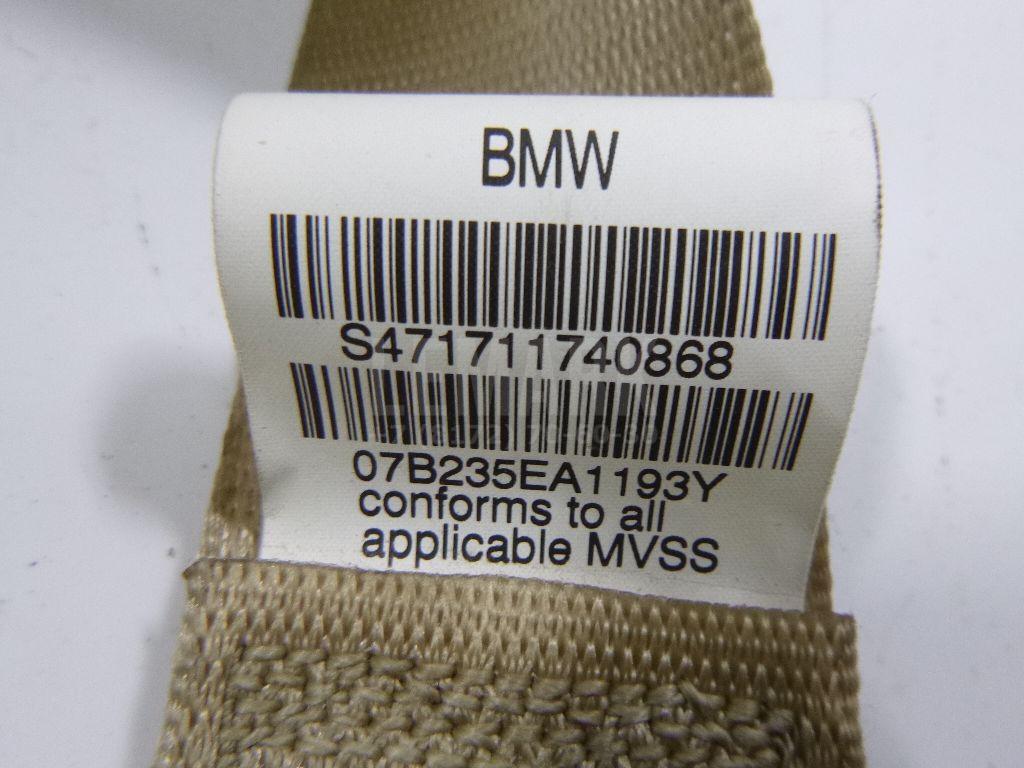 BMW
S471711740868
07B235EA1193Y
conforms to all
applicable MVSS